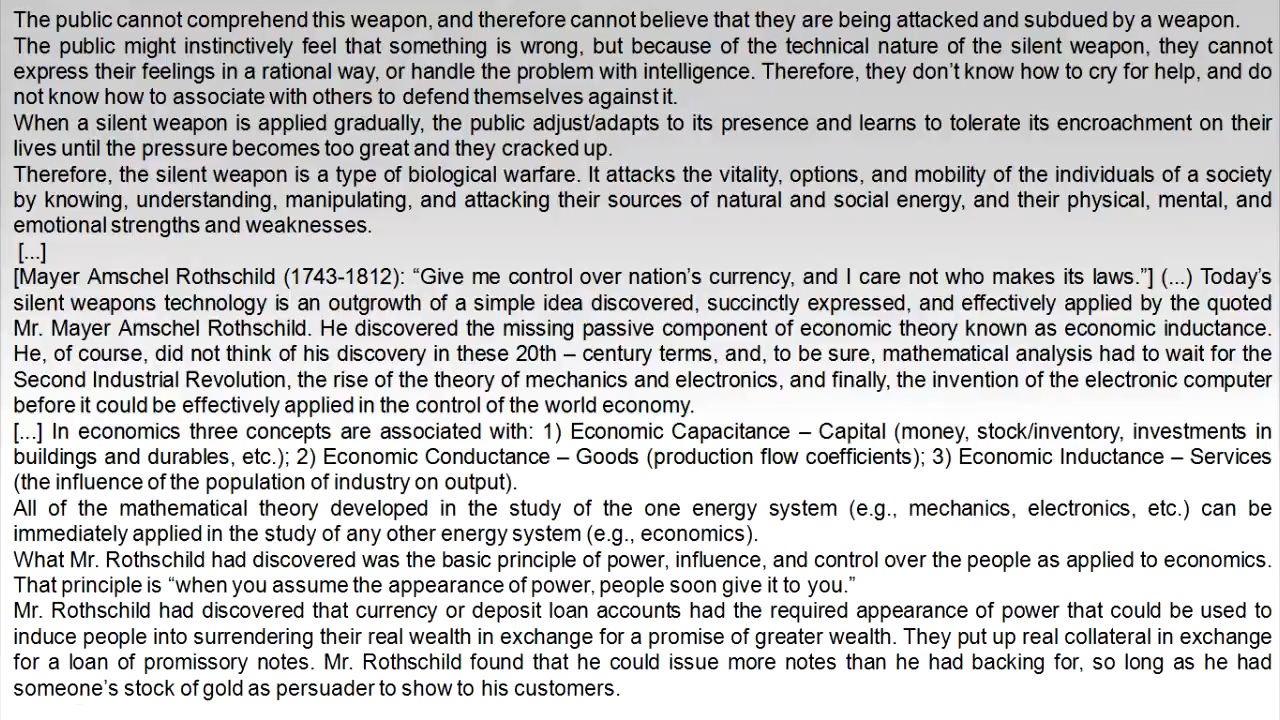 The public cannot comprehend this weapon, and therefore cannot believe that they are being attacked and subdued by a weapon.
The public might instinctively feel that something is wrong, but because of the technical nature of the silent weapon, they cannot
express their feelings in a rational way, or handle the problem with intelligence. Therefore, they don’t know how to cry for help, and do
not know how to associate with others to defend themselves against it.
When a silent weapon is applied gradually, the public adjust/adapts to its presence and learns to tolerate its encroachment on their
lives until the pressure becomes too great and they cracked up.
Therefore, the silent weapon is a type of biological warfare. It attacks the vitality, options, and mobility of the individuals of a society
by knowing, understanding, manipulating, and attacking their sources of natural and social energy, and their physical, mental, and
emotional strengths and weaknesses.
[...]
[Mayer Amschel Rothschild (1743-1812): “Give me control over nation’s currency, and I care not who makes its laws.”] (...) Today’s
silent weapons technology is an outgrowth of a simple idea discovered, succinctly expressed, and effectively applied by the quoted
Mr. Mayer Amschel Rothschild. He discovered the missing passive component of economic theory known as economic inductance.
He, of course, did not think of his discovery in these 20th – century terms, and, to be sure, mathematical analysis had to wait for the
Second Industrial Revolution, the rise of the theory of mechanics and electronics, and finally, the invention of the electronic computer
before it could be effectively applied in the control of the world economy.
[...] In economics three concepts are associated with: 1) Economic Capacitance – Capital (money, stock/inventory, investments in
buildings and durables, etc.); 2) Economic Conductance – Goods (production flow coefficients); 3) Economic Inductance – Services
(the influence of the population of industry on output).
All of the mathematical theory developed in the study of the one energy system (e.g., mechanics, electronics, etc.) can be
immediately applied in the study of any other energy system (e.g., economics).
What Mr. Rothschild had discovered was the basic principle of power, influence, and control over the people as applied to economics.
That principle is “when you assume the appearance of power, people soon give it to you.”
Mr. Rothschild had discovered that currency or deposit loan accounts had the required appearance of power that could be used to
induce people into surrendering their real wealth in exchange for a promise of greater wealth. They put up real collateral in exchange
for a loan of promissory notes. Mr. Rothschild found that he could issue more notes than he had backing for, so long as he had
someone’s stock of gold as persuader to show to his customers.